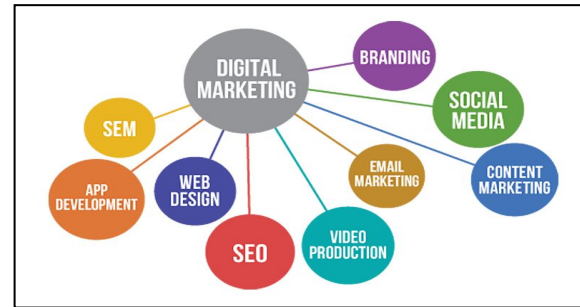 DIGITAL
MARKETING
BRANDING
SOCIAL
MEDIA
CONTENT
MARKETING
EMAIL
MARKETING
VIDEO
PRODUCTION
SEO
WEB
DESIGN
APP
DEVELOPMENT
SEM